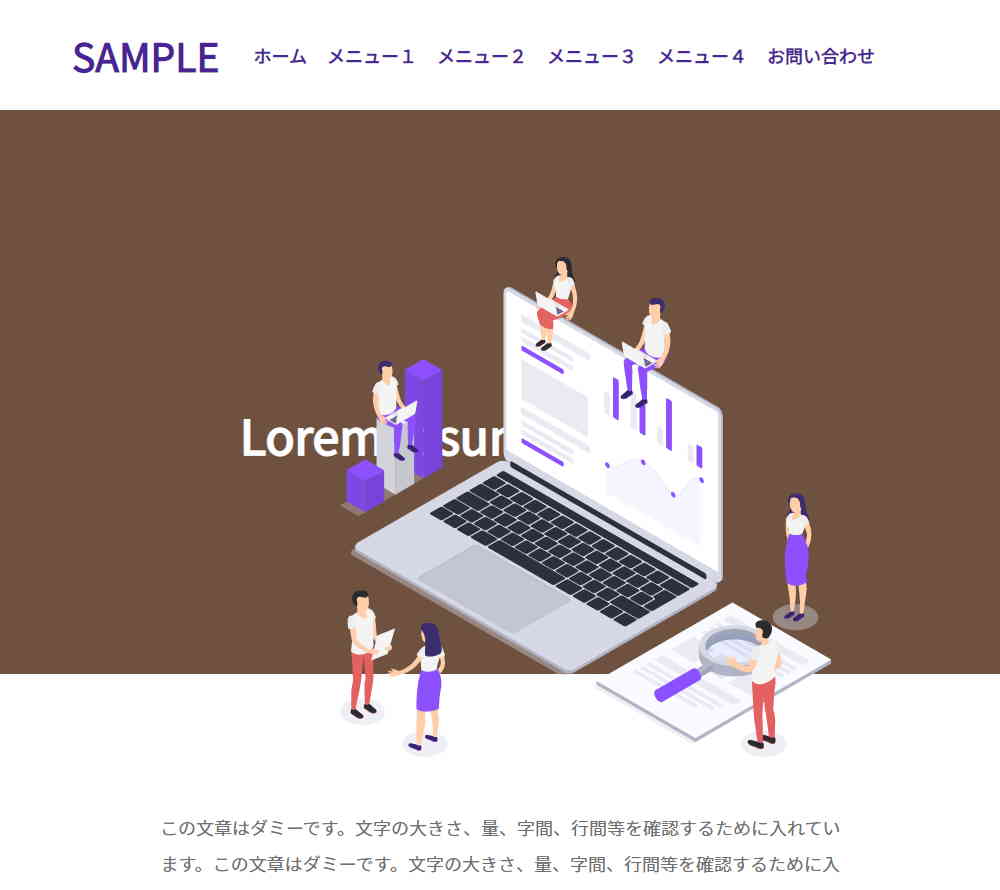 SAMPLE
ホーム メニュー１ メニュー２ メニュー３ メニュー４ お問い合わせ
Lorem
この文章はダミーです。文字の大きさ、量、字間、行間等を確認するために入れてい
ます。この文章はダミーです。文字の大きさ、量、字間、行間等を確認するために入